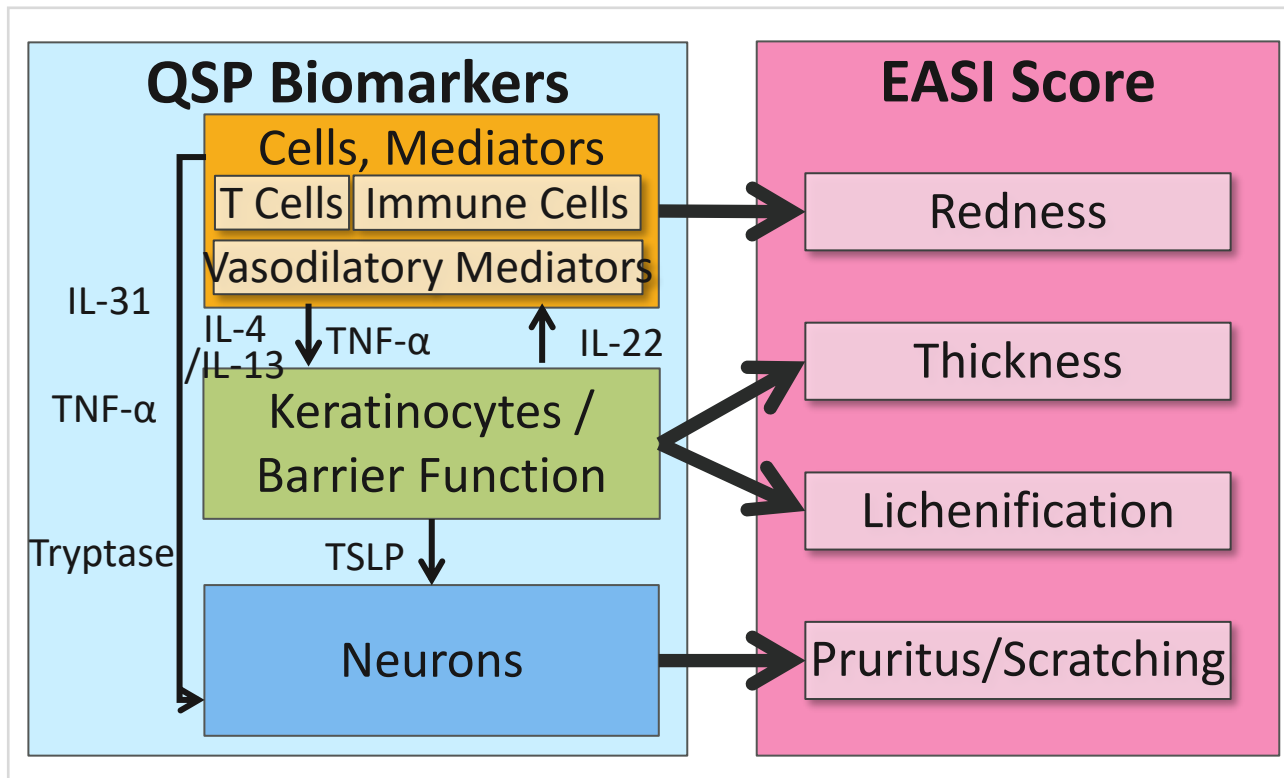 QSP Biomarkers
Cells, Mediators
T Cells
Immune Cells
Vasodilatory Mediators
IL-31
TNF-α
Tryptase
IL-4
/IL-13
TNF-α
IL-22
Keratinocytes /
Barrier Function
TSLP
Neurons
EASI Score
Redness
Thickness
Lichenification
Pruritus/Scratching